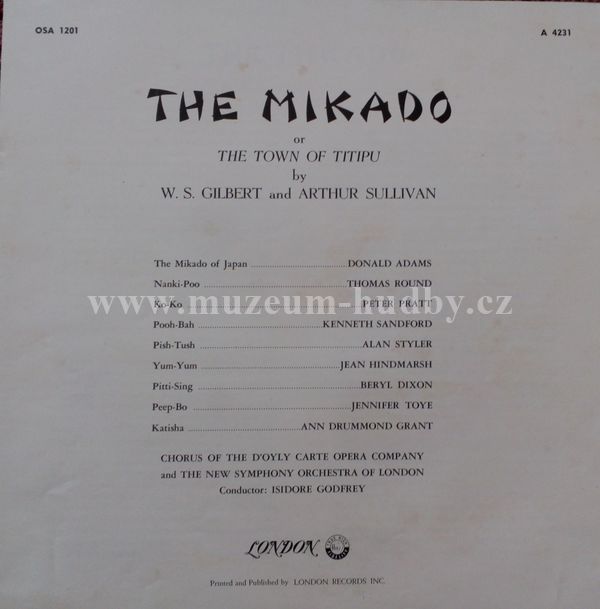 OSA 1201 A 4231
THE MIKADO
or
THE TOWN OF TITIPU
by
W. S. GILBERT and ARTHUR SULLIVAN
The Mikado of Japan ........................................ DONALD ADAMS
Nanki-Poo ........................................ THOMAS ROUND
Ko-Ko ........................................ PETER PRATT
www.muzeum-hudby.cz
Pooh-Bah ........................................ KENNETH SANDFORD
Pish-Tush ........................................ ALAN STYLER
Yum-Yum ........................................ JEAN HINDMARSH
Pitti-Sing ........................................ BERYL DIXON
Peep-Bo ........................................ JENNIFER TOYE
Katisha ........................................ ANN DRUMMOND GRANT
CHORUS OF THE D'OYLY CARTE OPERA COMPANY
and THE NEW SYMPHONY ORCHESTRA OF LONDON
Conductor: ISIDORE GODFREY
LONDON
Printed and Published by LONDON RECORDS INC.